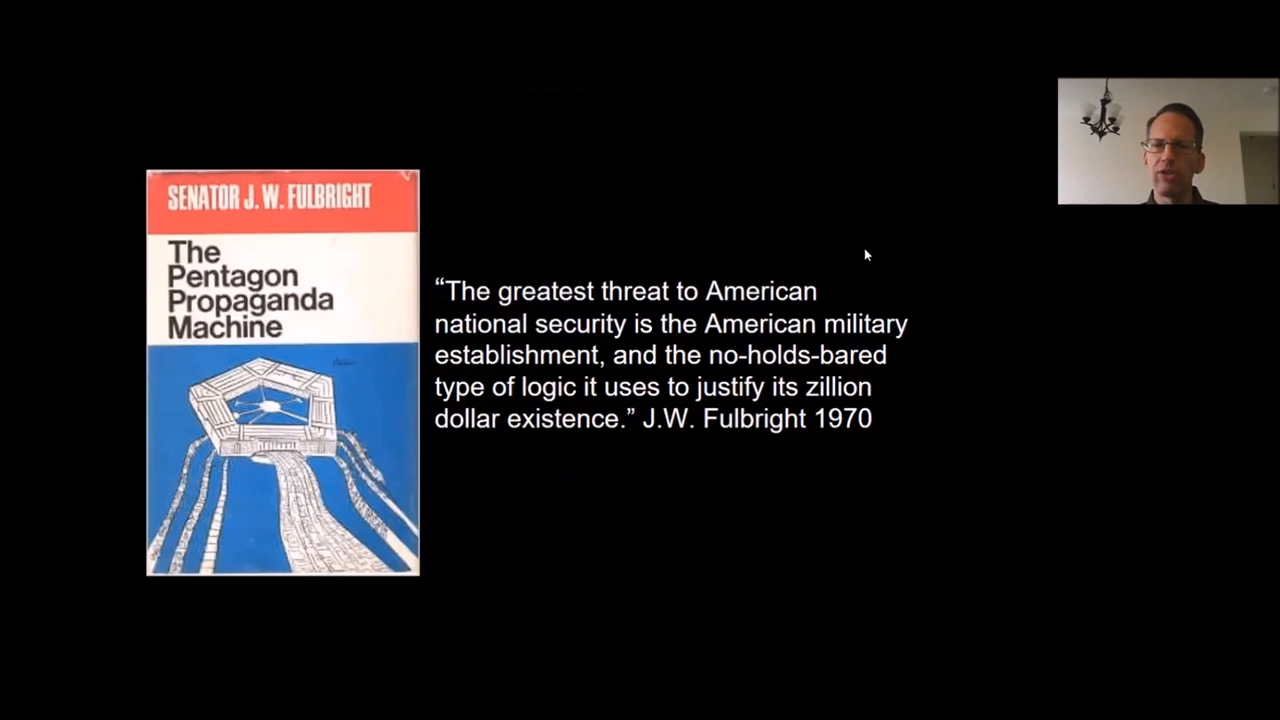 SENATOR J. W. FULBRIGHT
The
Pentagon
Propaganda
Machine
“The greatest threat to American
national security is the American military
establishment, and the no-holds-bared
type of logic it uses to justify its zillion
dollar existence.” J.W. Fulbright 1970